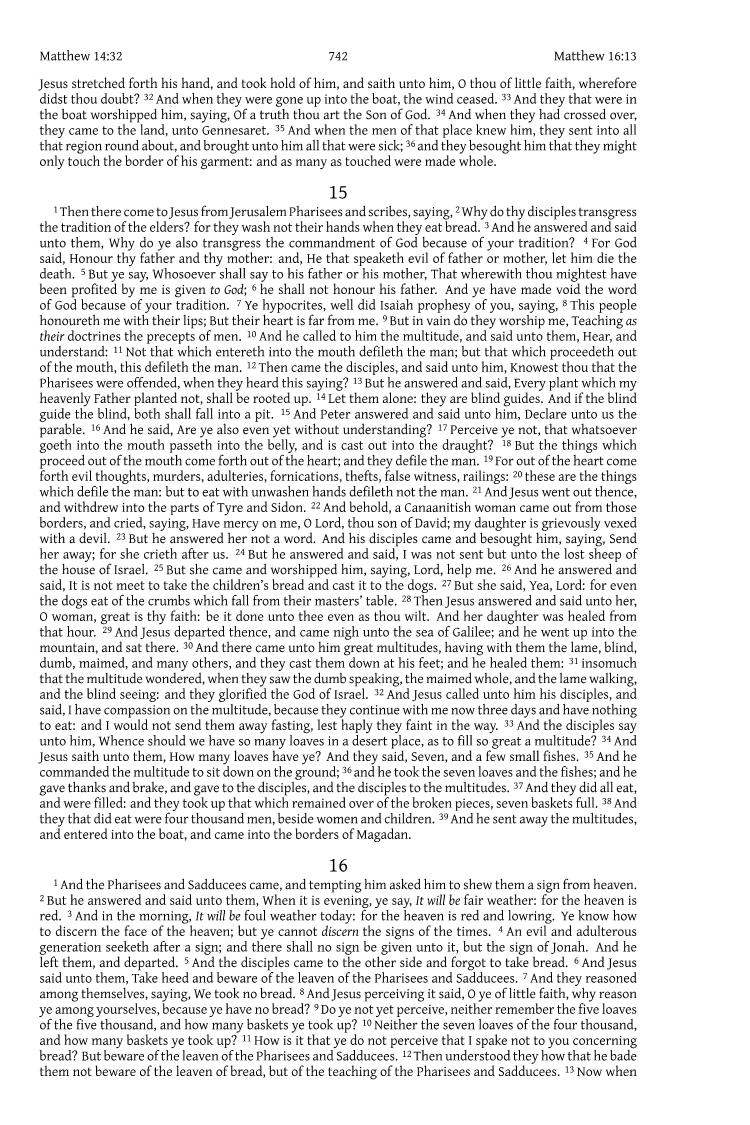 Matthew 14:32 742 Matthew 16:13
Jesus stretched forth his hand, and took hold of him, and saith unto him, O thou of little faith, wherefore
didst thou doubt? 32 And when they were gone up into the boat, the wind ceased. 33 And they that were in
the boat worshipped him, saying, Of a truth thou art the Son of God. 34 And when they had crossed over,
they came to the land, unto Gennesaret. 35 And when the men of that place knew him, they sent into all
that region round about, and brought unto him all that were sick; 36 and they besought him that they might
only touch the border of his garment: and as many as touched were made whole.
15
1 Then there come to Jesus from Jerusalem Pharisees and scribes, saying, 2 Why do thy disciples transgress
the tradition of the elders? for they wash not their hands when they eat bread. 3 And he answered and said
unto them, Why do ye also transgress the commandment of God because of your tradition? 4 For God
said, Honour thy father and thy mother: and, He that speaketh evil of father or mother, let him die the
death. 5 But ye say, Whosoever shall say to his father or his mother, That wherewith thou mightest have
been profited by me is given to God; 6 he shall not honour his father. And ye have made void the word
of God because of your tradition. 7 Ye hypocrites, well did Isaiah prophesy of you, saying, 8 This people
honoureth me with their lips; But their heart is far from me. 9 But in vain do they worship me, Teaching as
their doctrines the precepts of men. 10 And he called to him the multitude, and said unto them, Hear, and
understand: 11 Not that which entereth into the mouth defileth the man; but that which proceedeth out
of the mouth, this defileth the man. 12 Then came the disciples, and said unto him, Knowest thou that the
Pharisees were offended, when they heard this saying? 13 But he answered and said, Every plant which my
heavenly Father planted not, shall be rooted up. 14 Let them alone: they are blind guides. And if the blind
guide the blind, both shall fall into a pit. 15 And Peter answered and said unto him, Declare unto us the
parable. 16 And he said, Are ye also even yet without understanding? 17 Perceive ye not, that whatsoever
goeth into the mouth passeth into the belly, and is cast out into the draught? 18 But the things which
proceed out of the mouth come forth out of the heart; and they defile the man. 19 For out of the heart come
forth evil thoughts, murders, adulteries, fornications, thefts, false witness, railings: 20 these are the things
which defile the man: but to eat with unwashen hands defileth not the man. 21 And Jesus went out thence,
and withdrew into the parts of Tyre and Sidon. 22 And behold, a Canaanitish woman came out from those
borders, and cried, saying, Have mercy on me, O Lord, thou son of David; my daughter is grievously vexed
with a devil. 23 But he answered her not a word. And his disciples came and besought him, saying, Send
her away; for she crieth after us. 24 But he answered and said, I was not sent but unto the lost sheep of
the house of Israel. 25 But she came and worshipped him, saying, Lord, help me. 26 And he answered and
said, It is not meet to take the children's bread and cast it to the dogs. 27 But she said, Yea, Lord: for even
the dogs eat of the crumbs which fall from their masters' table. 28 Then Jesus answered and said unto her,
O woman, great is thy faith: be it done unto thee even as thou wilt. And her daughter was healed from
that hour. 29 And Jesus departed thence, and came nigh unto the sea of Galilee; and he went up into the
mountain, and sat there. 30 And there came unto him great multitudes, having with them the lame, blind,
dumb, maimed, and many others, and they cast them down at his feet; and he healed them: 31 insomuch
that the multitude wondered, when they saw the dumb speaking, the maimed whole, and the lame walking,
and the blind seeing: and they glorified the God of Israel. 32 And Jesus called unto him his disciples, and
said, I have compassion on the multitude, because they continue with me now three days and have nothing
to eat: and I would not send them away fasting, lest haply they faint in the way. 33 And the disciples say
unto him, Whence should we have so many loaves in a desert place, as to fill so great a multitude? 34 And
Jesus saith unto them, How many loaves have ye? And they said, Seven, and a few small fishes. 35 And he
commanded the multitude to sit down on the ground; 36 and he took the seven loaves and the fishes; and he
gave thanks and brake, and gave to the disciples, and the disciples to the multitudes. 37 And they did all eat,
and were filled: and they took up that which remained over of the broken pieces, seven baskets full. 38 And
they that did eat were four thousand men, beside women and children. 39 And he sent away the multitudes,
and entered into the boat, and came into the borders of Magadan.
16
1 And the Pharisees and Sadducees came, and tempting him asked him to shew them a sign from heaven.
2 But he answered and said unto them, When it is evening, ye say, It will be fair weather: for the heaven is
red. 3 And in the morning, It will be foul weather today: for the heaven is red and lowring. Ye know how
to discern the face of the heaven; but ye cannot discern the signs of the times. 4 An evil and adulterous
generation seeketh after a sign; and there shall no sign be given unto it, but the sign of Jonah. And he
left them, and departed. 5 And the disciples came to the other side and forgot to take bread. 6 And Jesus
said unto them, Take heed and beware of the leaven of the Pharisees and Sadducees. 7 And they reasoned
among themselves, saying, We took no bread. 8 And Jesus perceiving it said, O ye of little faith, why reason
ye among yourselves, because ye have no bread? 9 Do ye not yet perceive, neither remember the five loaves
of the five thousand, and how many baskets ye took up? 10 Neither the seven loaves of the four thousand,
and how many baskets ye took up? 11 How is it that ye do not perceive that I spake not to you concerning
bread? But beware of the leaven of the Pharisees and Sadducees. 12 Then understood they how that he bade
them not beware of the leaven of bread, but of the teaching of the Pharisees and Sadducees. 13 Now when